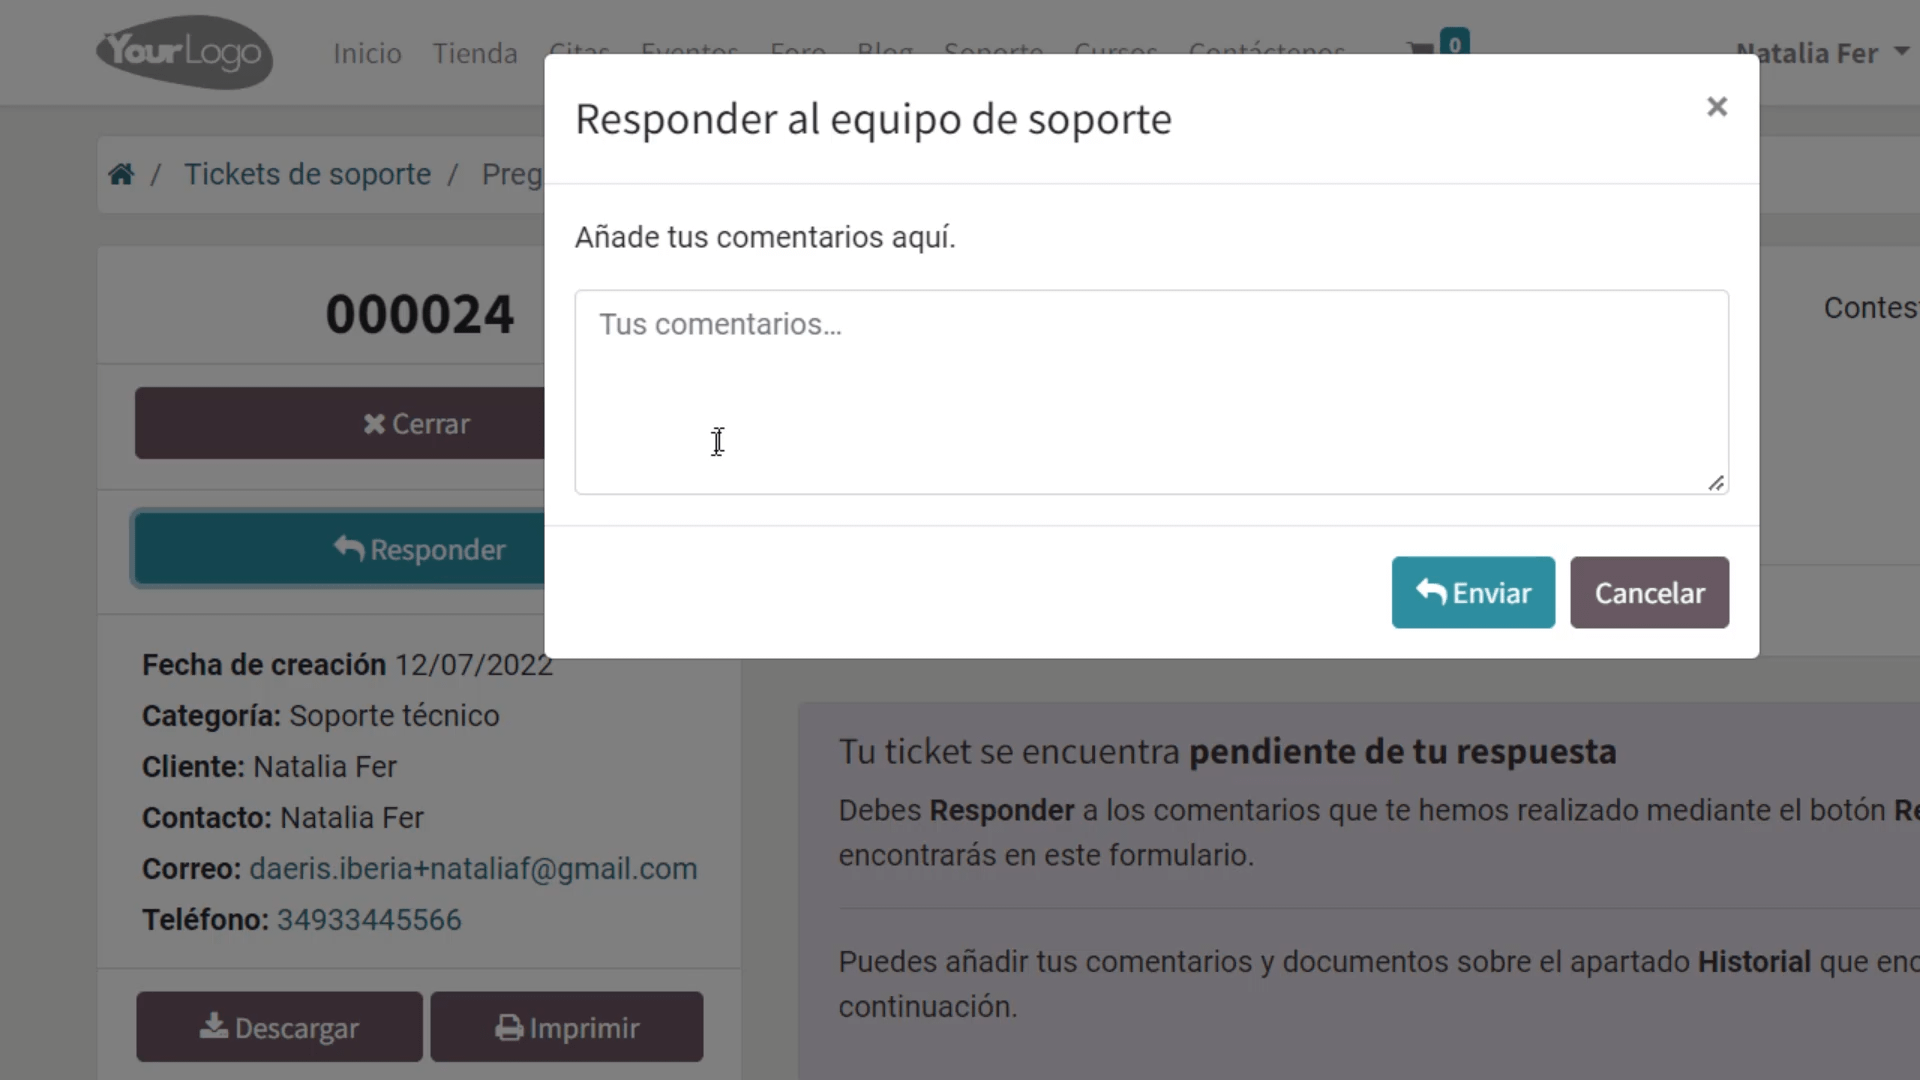 YourLogo
Inicio Tienda Citas Eventos Foro Blog Soporte Cursos Contáctenos 0 Natalia Fer
Responder al equipo de soporte
×
/ Tickets de soporte / Preg
Añade tus comentarios aquí.
Tus comentarios...
000024
Contes
Cerrar
Responder
Enviar Cancelar
Fecha de creación 12/07/2022
Categoría: Soporte técnico
Cliente: Natalia Fer
Contacto: Natalia Fer
Correo: daeris.iberia+nataliaf@gmail.com
Teléfono: 34933445566
Descargar Imprimir
Tu ticket se encuentra pendiente de tu respuesta
Debes Responder a los comentarios que te hemos realizado mediante el botón Re
encontrarás en este formulario.
Puedes añadir tus comentarios y documentos sobre el apartado Historial que enc
continuación.